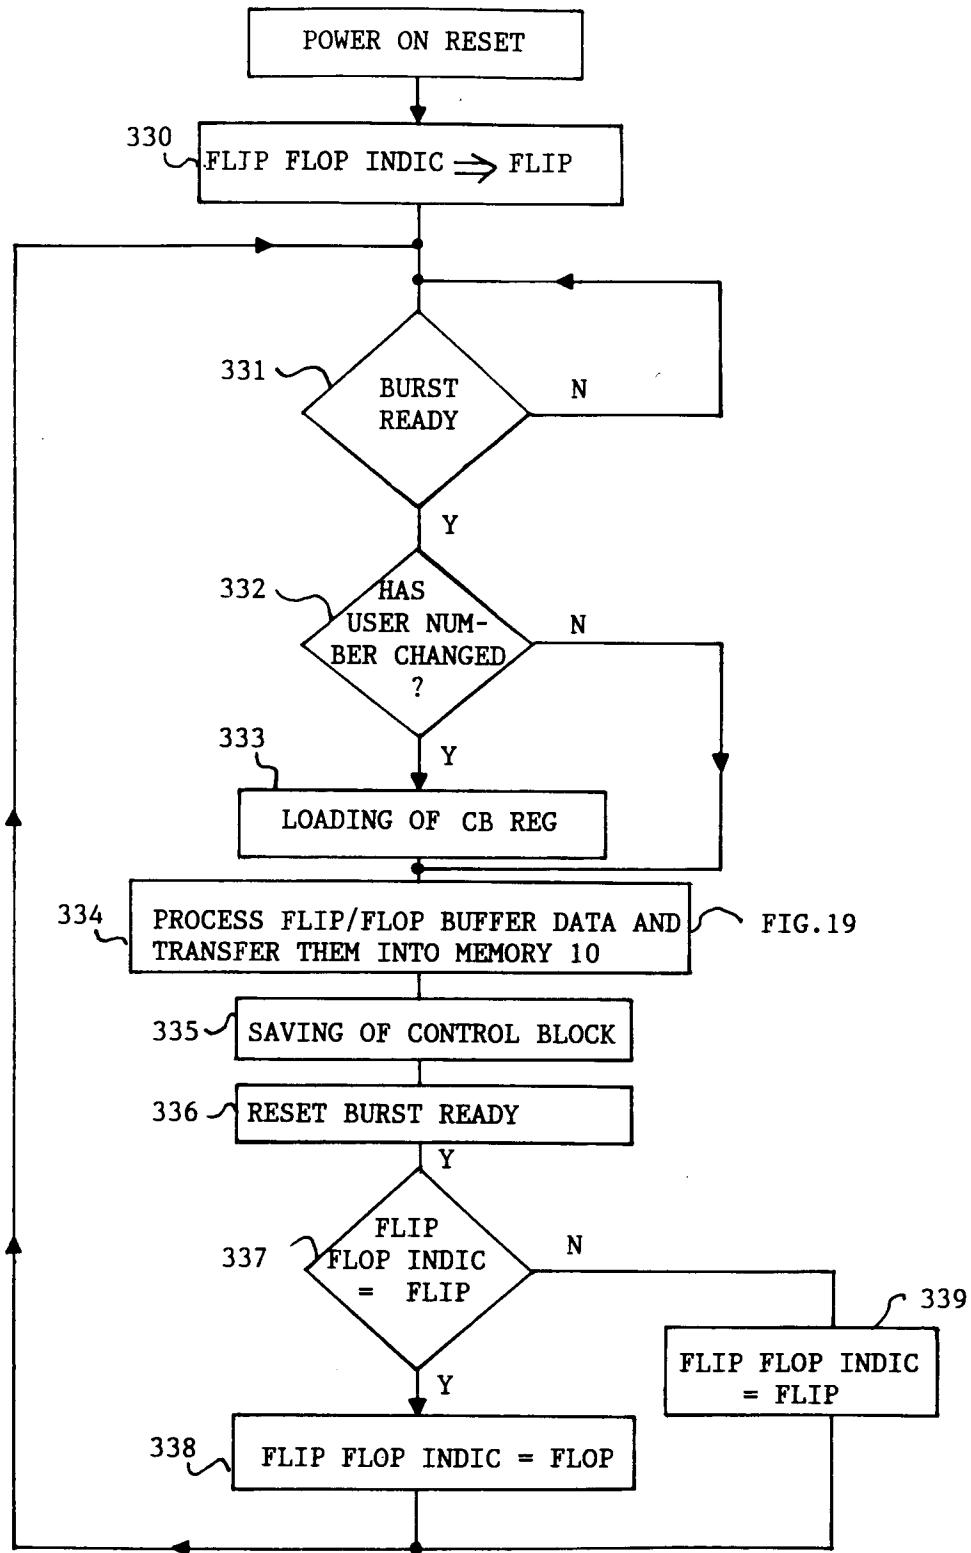 POWER ON RESET
330
FLIP FLOP INDIC ⇒ FLIP
331
BURST
READY
N
Y
332
HAS
USER NUM-
BER CHANGED
?
N
Y
333
LOADING OF CB REG
334
PROCESS FLIP/FLOP BUFFER DATA AND
TRANSFER THEM INTO MEMORY 10
FIG.19
335
SAVING OF CONTROL BLOCK
336
RESET BURST READY
Y
337
FLIP
FLOP INDIC
= FLIP
N
Y
339
FLIP FLOP INDIC
= FLIP
338
FLIP FLOP INDIC = FLOP